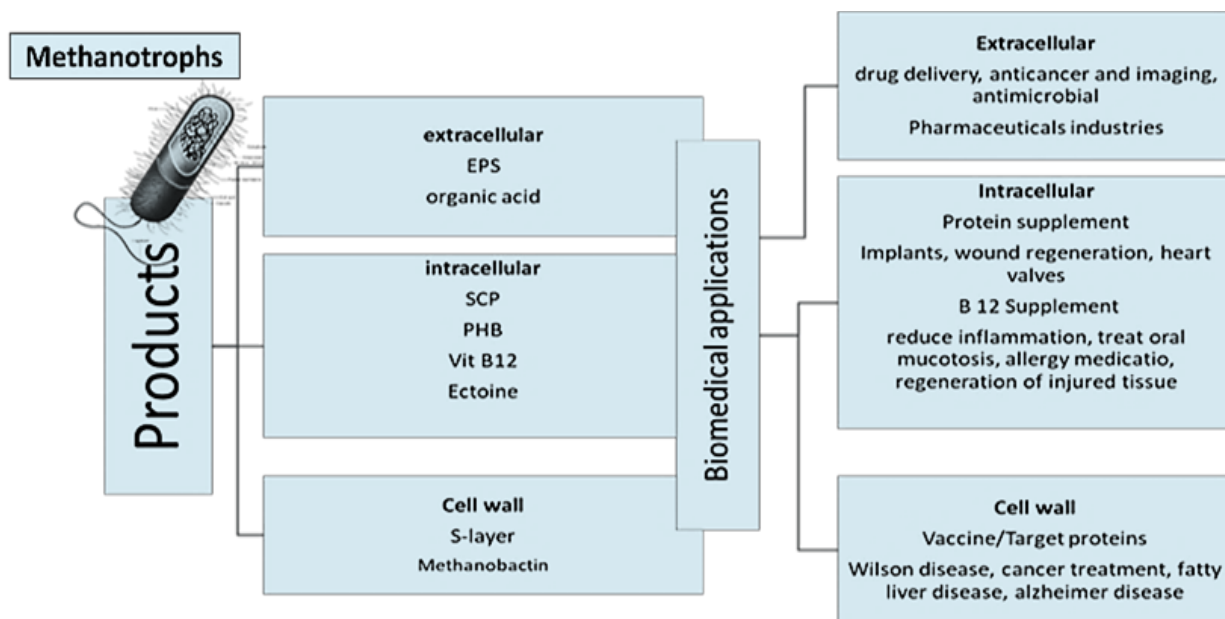 Methanotrophs
Products
extracellular
EPS
organic acid
intracellular
SCP
PHB
Vit B12
Ectoine
Cell wall
S-layer
Methanobactin
Biomedical applications
Extracellular
drug delivery, anticancer and imaging,
antimicrobial
Pharmaceuticals industries
Intracellular
Protein supplement
Implants, wound regeneration, heart
valves
B 12 Supplement
reduce inflammation, treat oral
mucotosis, allergy medicatio,
regeneration of injured tissue
Cell wall
Vaccine/Target proteins
Wilson disease, cancer treatment, fatty
liver disease, alzheimer disease